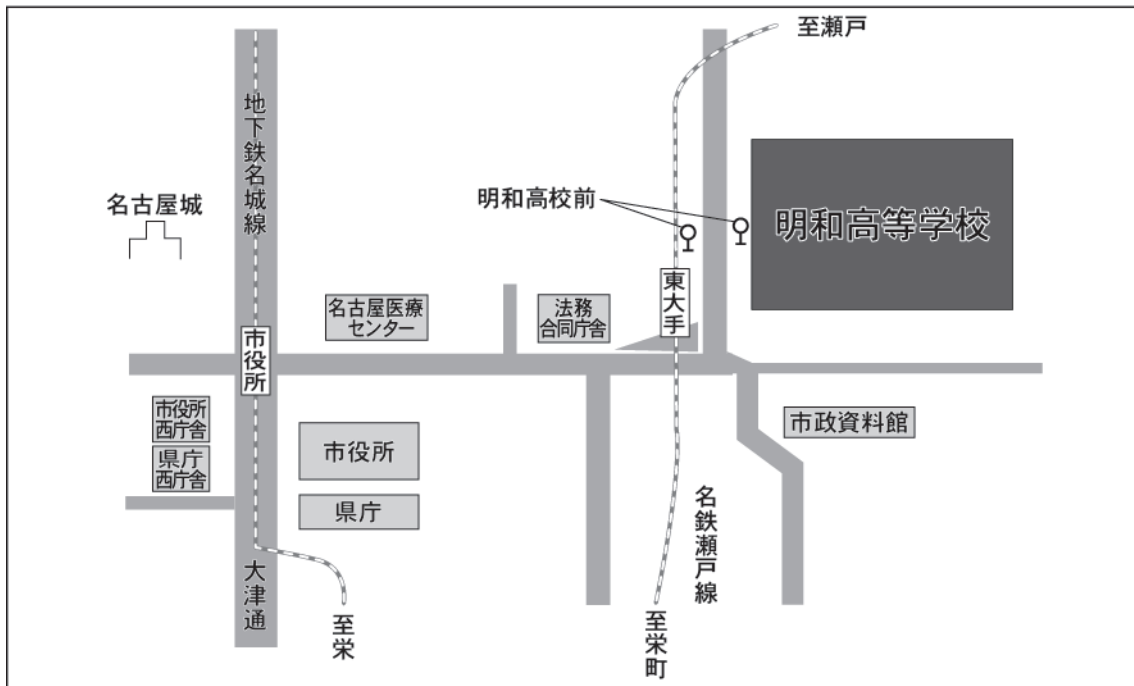 至瀬戸
地下鉄名城線
名古屋城
明和高校前
明和高等学校
東大手
名古屋医療
センター
法務
合同庁舎
市役所
市役所
西庁舎
県庁
西庁舎
市役所
県庁
市政資料館
名鉄瀬戸線
大津通
至栄
至栄町